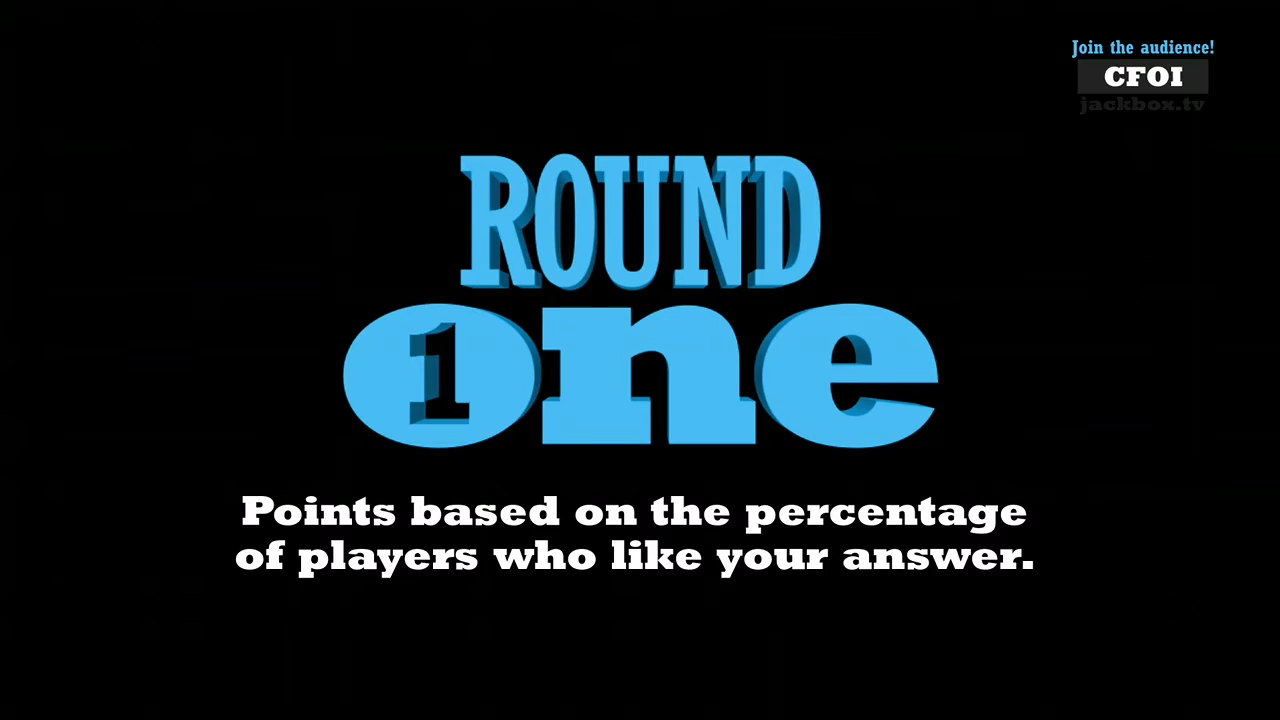 Join the audience!
CFOI
jackbox.tv
ROUND
One
1
Points based on the percentage
of players who like your answer.